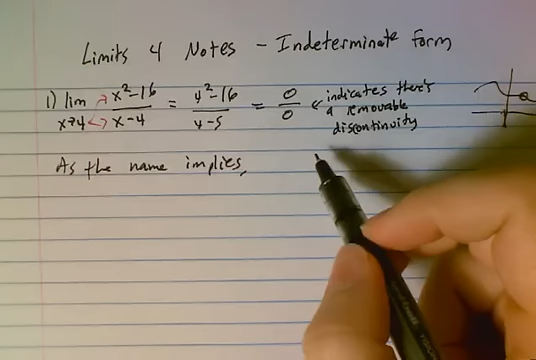 Limits 4 Notes - Indeterminate Form
1) lim x→4 x²-16 / x-4 = 4²-16 / 4-5 = 0/0 ← indicates there's a removable discontinuity
As the name implies,